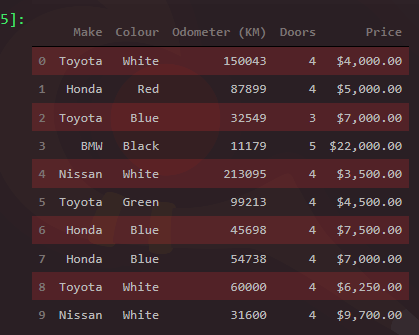 5]:
Make Colour Odometer (KM) Doors Price
0 Toyota White 150043 4 $4,000.00
1 Honda Red 87899 4 $5,000.00
2 Toyota Blue 32549 3 $7,000.00
3 BMW Black 11179 5 $22,000.00
4 Nissan White 213095 4 $3,500.00
5 Toyota Green 99213 4 $4,500.00
6 Honda Blue 45698 4 $7,500.00
7 Honda Blue 54738 4 $7,000.00
8 Toyota White 60000 4 $6,250.00
9 Nissan White 31600 4 $9,700.00